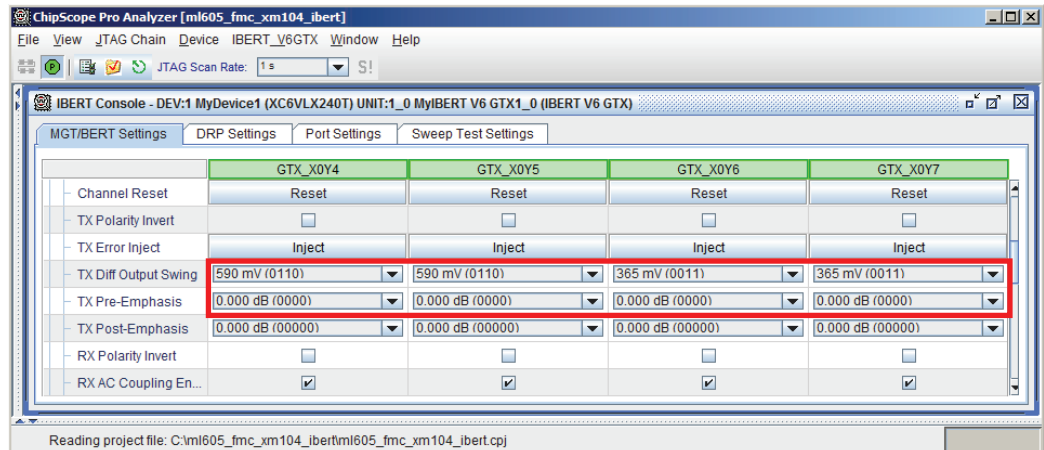 ChipScope Pro Analyzer [ml605_fmc_xm104_ibert]
File View JTAG Chain Device IBERT_V6GTX Window Help
JTAG Scan Rate: 1 s S!
IBERT Console - DEV:1 MyDevice1 (XC6VLX240T) UNIT:1_0 MyIBERT V6 GTX1_0 (IBERT V6 GTX)
MGT/BERT Settings DRP Settings Port Settings Sweep Test Settings
GTX_X0Y4 GTX_X0Y5 GTX_X0Y6 GTX_X0Y7
Channel Reset Reset Reset Reset Reset
TX Polarity Invert
TX Error Inject Inject Inject Inject Inject
TX Diff Output Swing 590 mV (0110) 590 mV (0110) 365 mV (0011) 365 mV (0011)
TX Pre-Emphasis 0.000 dB (0000) 0.000 dB (0000) 0.000 dB (0000) 0.000 dB (0000)
TX Post-Emphasis 0.000 dB (00000) 0.000 dB (00000) 0.000 dB (00000) 0.000 dB (00000)
RX Polarity Invert
RX AC Coupling En...
Reading project file: C:\ml605_fmc_xm104_ibert\ml605_fmc_xm104_ibert.cpj